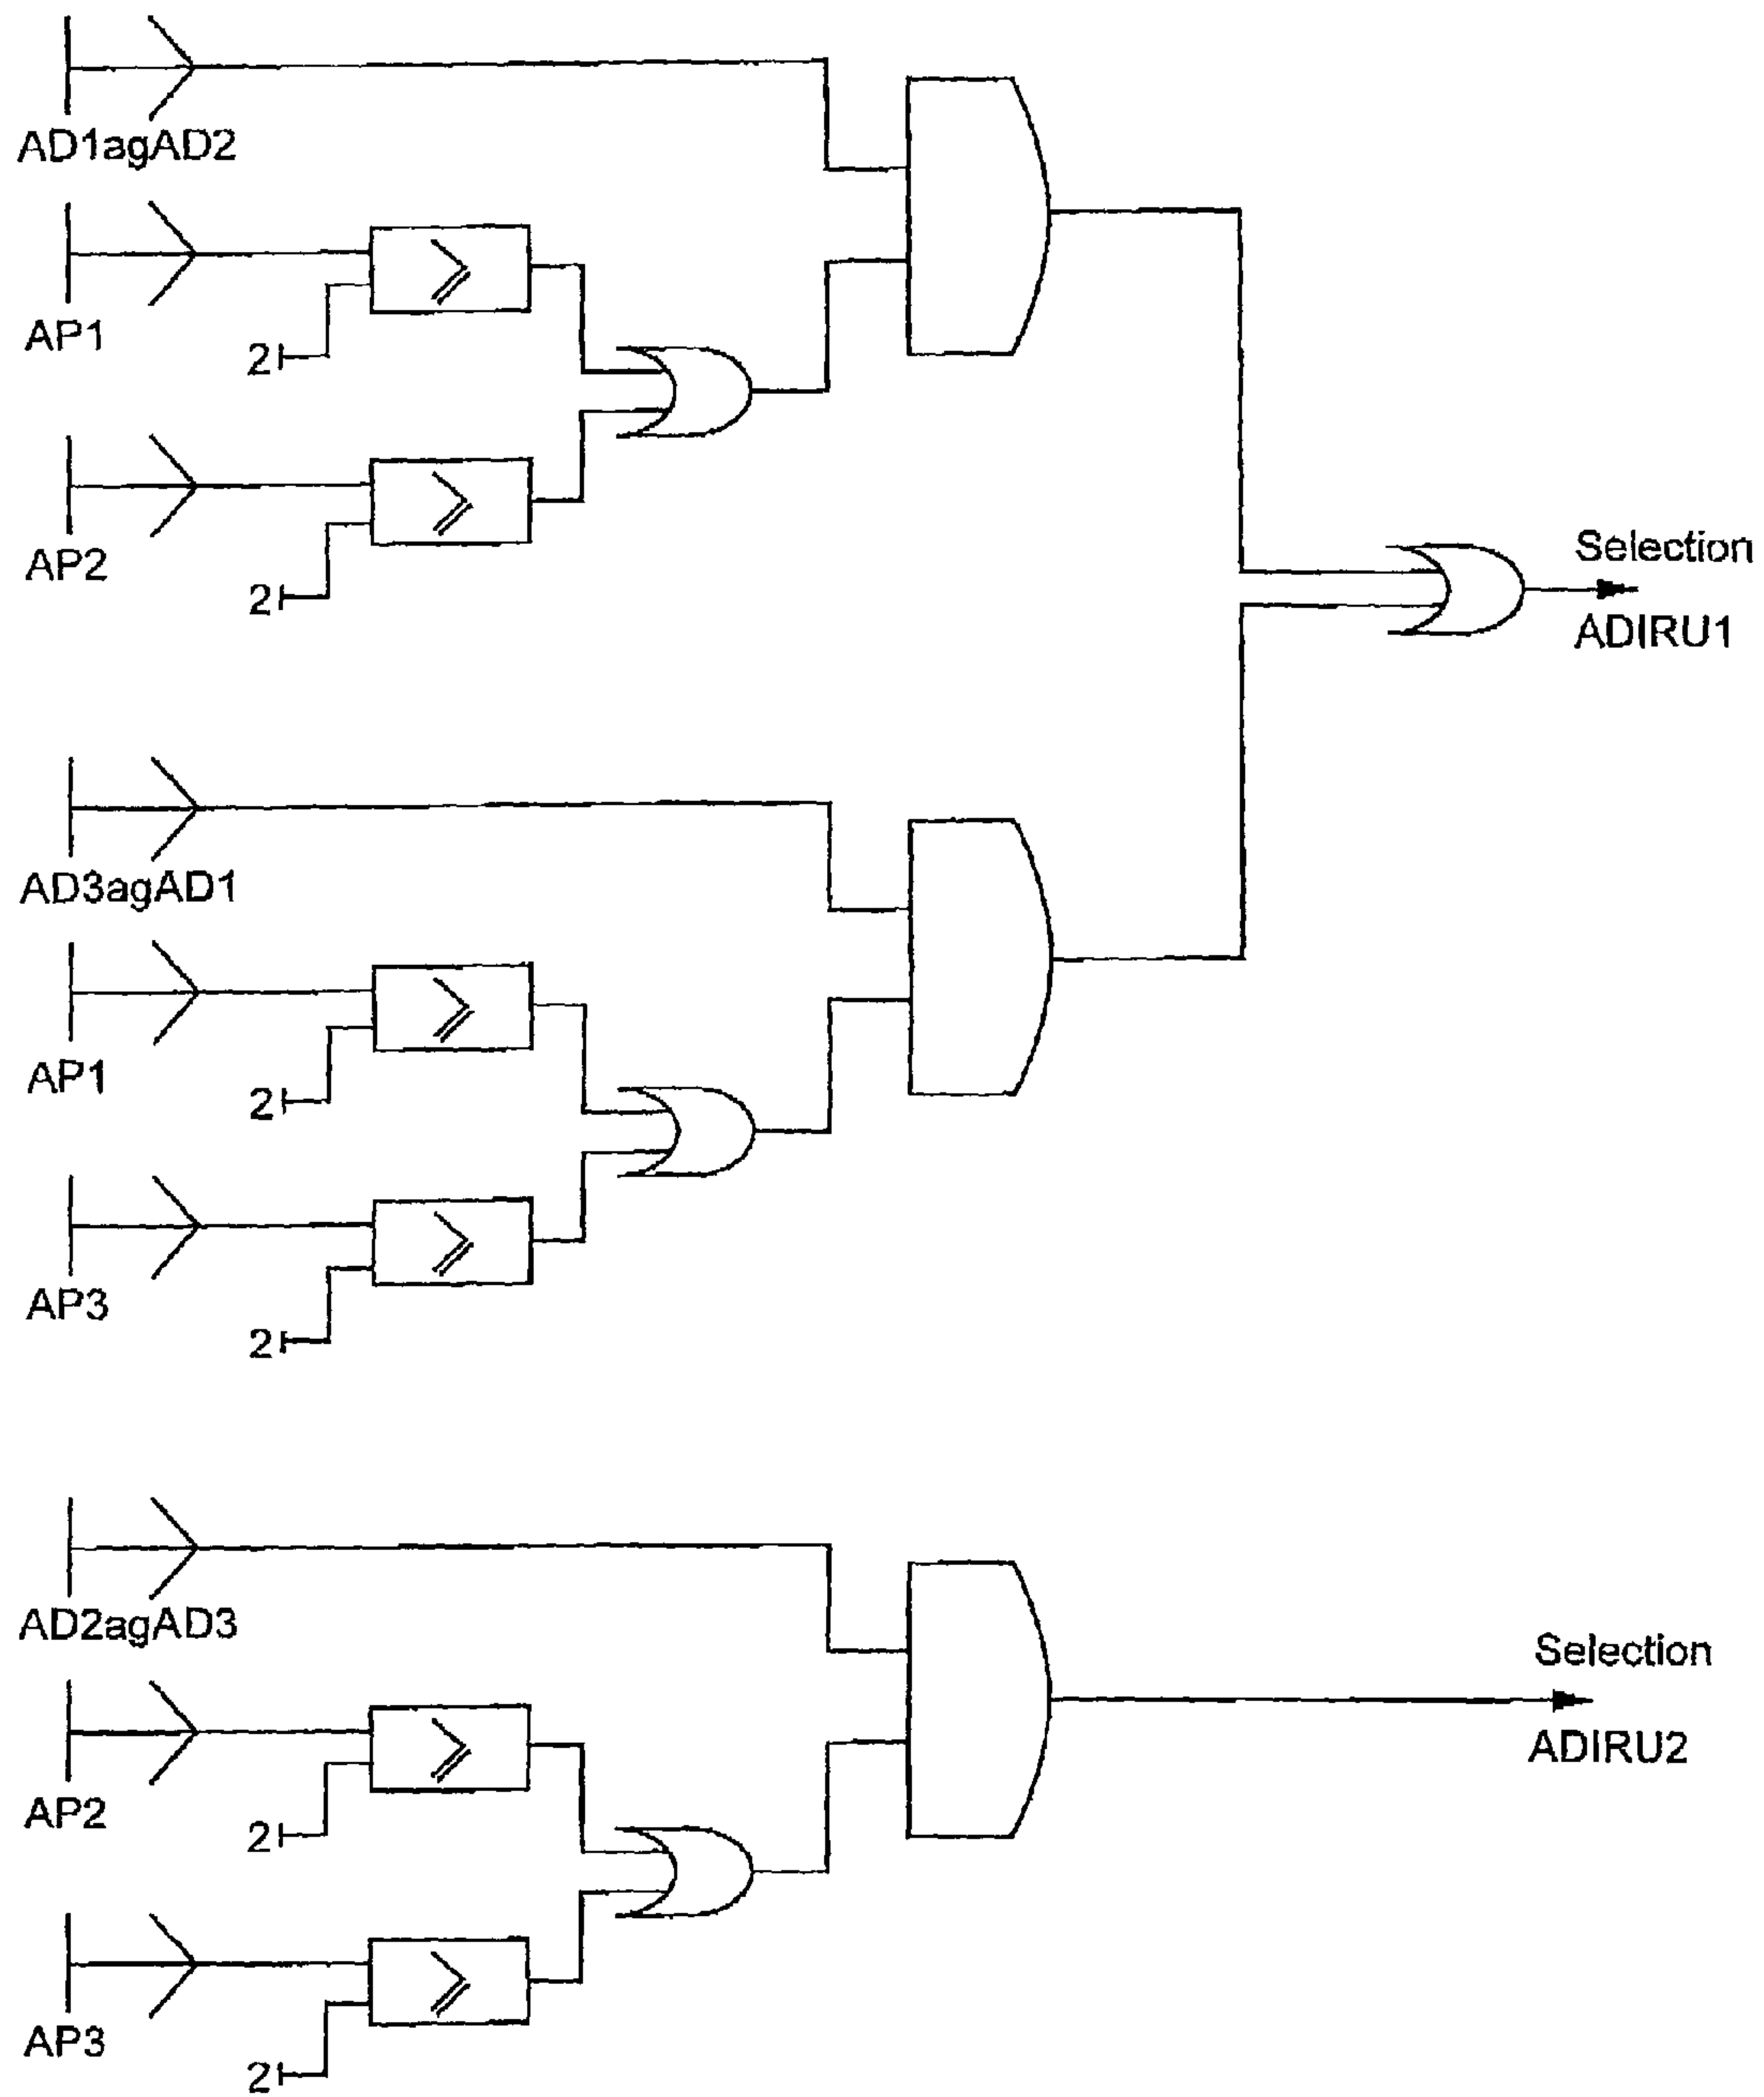 AD1agAD2
AP1
2
AP2
2
Selection
ADIRU1
AD3agAD1
AP1
2
AP3
2
AD2agAD3
Selection
ADIRU2
AP2
2
AP3
2